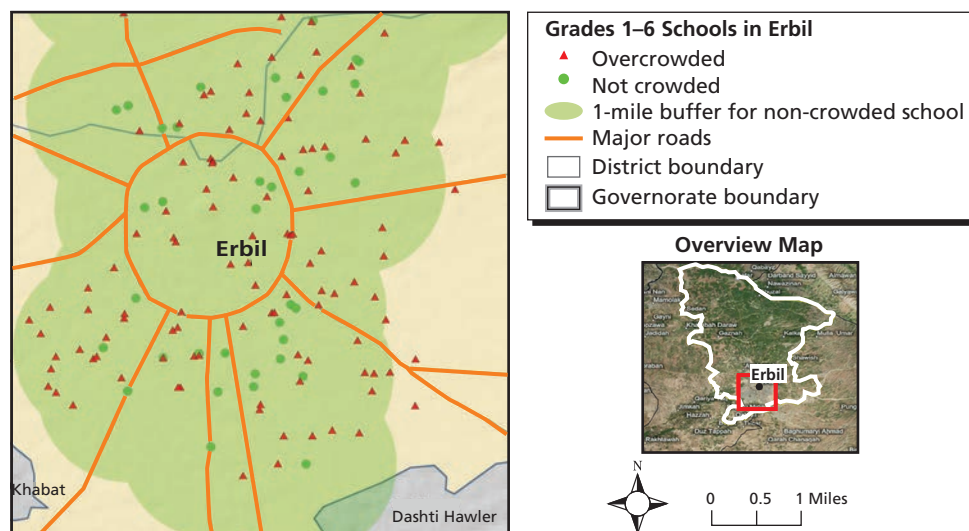 Erbil
Khabat
Dashti Hawler
Grades 1–6 Schools in Erbil
Overcrowded
Not crowded
1-mile buffer for non-crowded school
Major roads
District boundary
Governorate boundary
Overview Map
Erbil
N
0 0.5 1 Miles